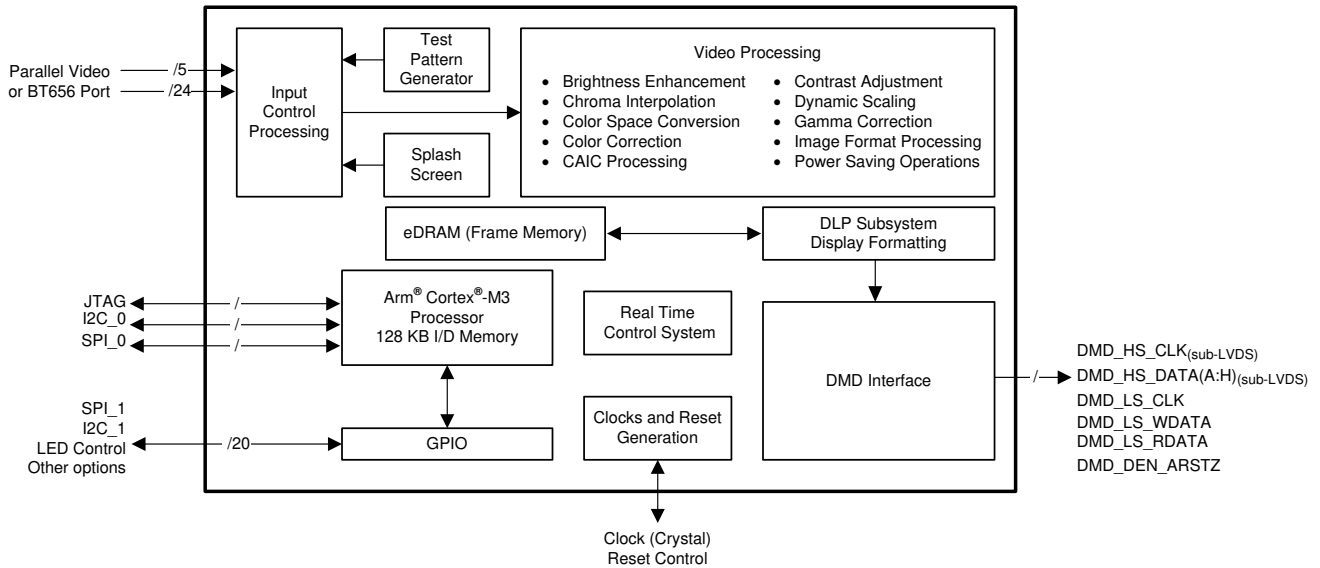 Parallel Video
or BT656 Port
/5
/24
Input
Control
Processing
Test
Pattern
Generator
Splash
Screen
Video Processing
• Brightness Enhancement
• Chroma Interpolation
• Color Space Conversion
• Color Correction
• CAIC Processing
• Contrast Adjustment
• Dynamic Scaling
• Gamma Correction
• Image Format Processing
• Power Saving Operations
eDRAM (Frame Memory)
DLP Subsystem
Display Formatting
JTAG
I2C_0
SPI_0
/
/
/
Arm® Cortex®-M3
Processor
128 KB I/D Memory
Real Time
Control System
DMD Interface
/
DMD_HS_CLK(sub-LVDS)
DMD_HS_DATA(A:H)(sub-LVDS)
DMD_LS_CLK
DMD_LS_WDATA
DMD_LS_RDATA
DMD_DEN_ARSTZ
SPI_1
I2C_1
LED Control
Other options
/20
GPIO
Clocks and Reset
Generation
Clock (Crystal)
Reset Control